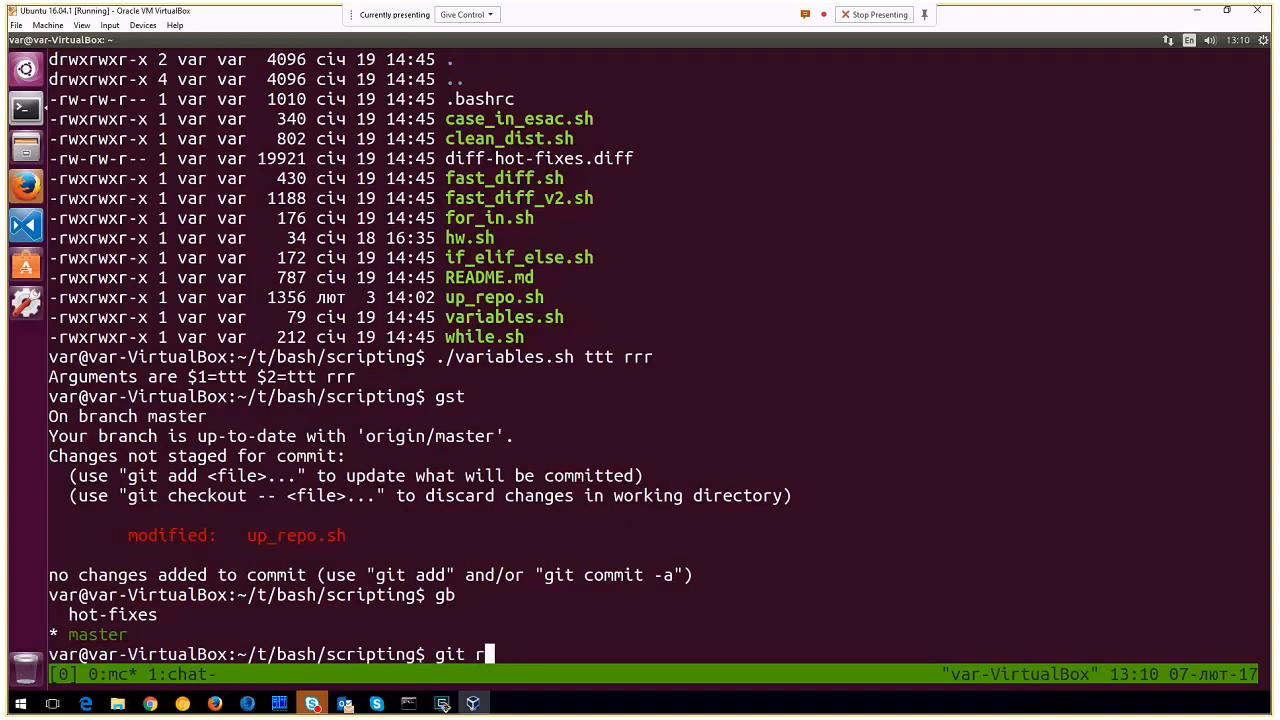 Ubuntu 16.04.1 [Running] - Oracle VM VirtualBox
Currently presenting Give Control Stop Presenting
File Machine View Input Devices Help
var@var-VirtualBox: ~ En 13:10
drwxrwxr-x 2 var var 4096 січ 19 14:45 .
drwxrwxr-x 4 var var 4096 січ 19 14:45 ..
-rw-rw-r-- 1 var var 1010 січ 19 14:45 .bashrc
-rwxrwxr-x 1 var var 340 січ 19 14:45 case_in_esac.sh
-rwxrwxr-x 1 var var 802 січ 19 14:45 clean_dist.sh
-rw-rw-r-- 1 var var 19921 січ 19 14:45 diff-hot-fixes.diff
-rwxrwxr-x 1 var var 430 січ 19 14:45 fast_diff.sh
-rwxrwxr-x 1 var var 1188 січ 19 14:45 fast_diff_v2.sh
-rwxrwxr-x 1 var var 176 січ 19 14:45 for_in.sh
-rwxrwxr-x 1 var var 34 січ 18 16:35 hw.sh
-rwxrwxr-x 1 var var 172 січ 19 14:45 if_elif_else.sh
-rwxrwxr-x 1 var var 787 січ 19 14:45 README.md
-rwxrwxr-x 1 var var 1356 лют 3 14:02 up_repo.sh
-rwxrwxr-x 1 var var 79 січ 19 14:45 variables.sh
-rwxrwxr-x 1 var var 212 січ 19 14:45 while.sh
var@var-VirtualBox:~/t/bash/scripting$ ./variables.sh ttt rrr
Arguments are $1=ttt $2=ttt rrr
var@var-VirtualBox:~/t/bash/scripting$ gst
On branch master
Your branch is up-to-date with 'origin/master'.
Changes not staged for commit:
(use "git add <file>..." to update what will be committed)
(use "git checkout -- <file>..." to discard changes in working directory)
modified: up_repo.sh
no changes added to commit (use "git add" and/or "git commit -a")
var@var-VirtualBox:~/t/bash/scripting$ gb
hot-fixes
* master
var@var-VirtualBox:~/t/bash/scripting$ git r
[0] 0:mc* 1:chat- "var-VirtualBox" 13:10 07-лют-17